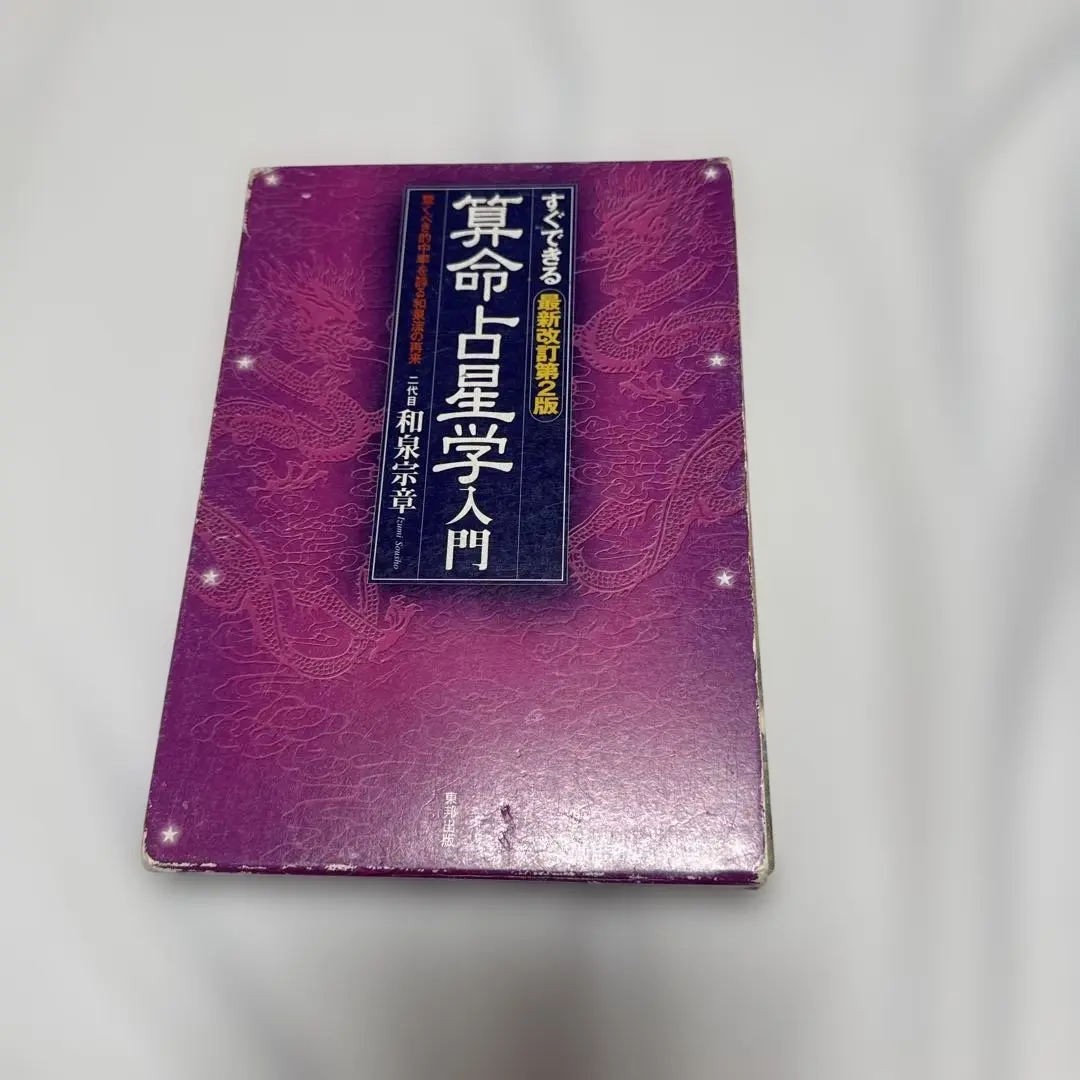 すぐできる
最新改訂第2版
算命占星学入門
驚くべき的中率を誇る和泉流の再来
二代目 和泉宗章
Izumi Sousho
東邦出版